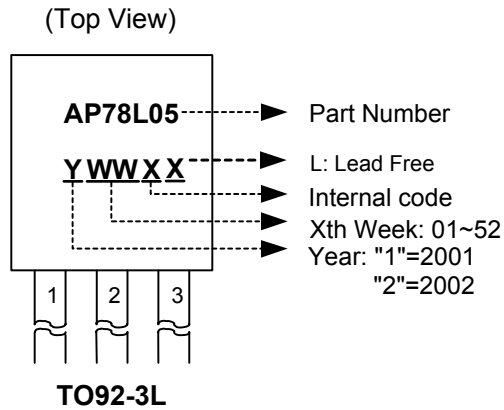 (Top View)
AP78L05 Part Number
Y WW X X L: Lead Free
Internal code
Xth Week: 01~52
Year: "1"=2001
"2"=2002
1 2 3
TO92-3L